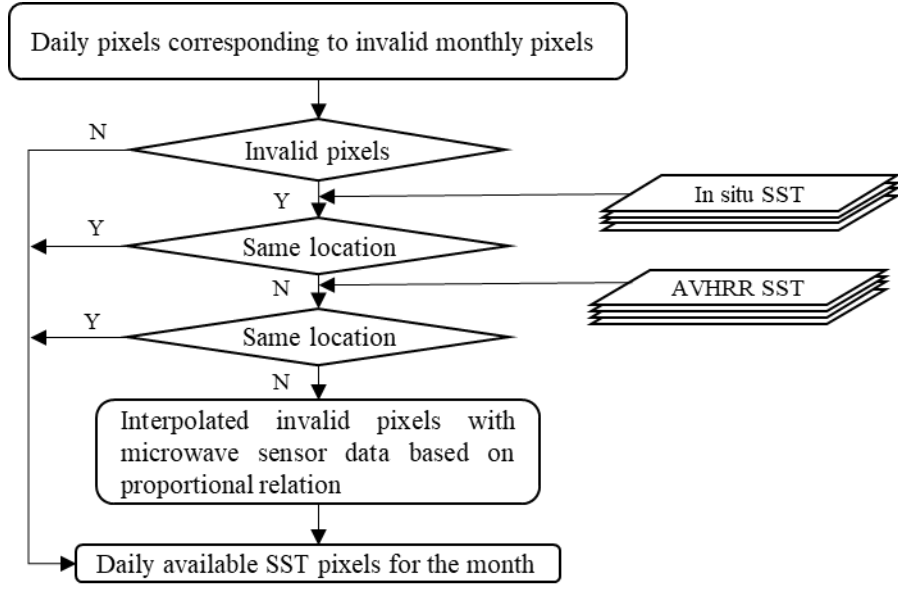 Daily pixels corresponding to invalid monthly pixels
N
Invalid pixels
Y
In situ SST
Y
Same location
N
AVHRR SST
Y
Same location
N
Interpolated invalid pixels with
microwave sensor data based on
proportional relation
Daily available SST pixels for the month